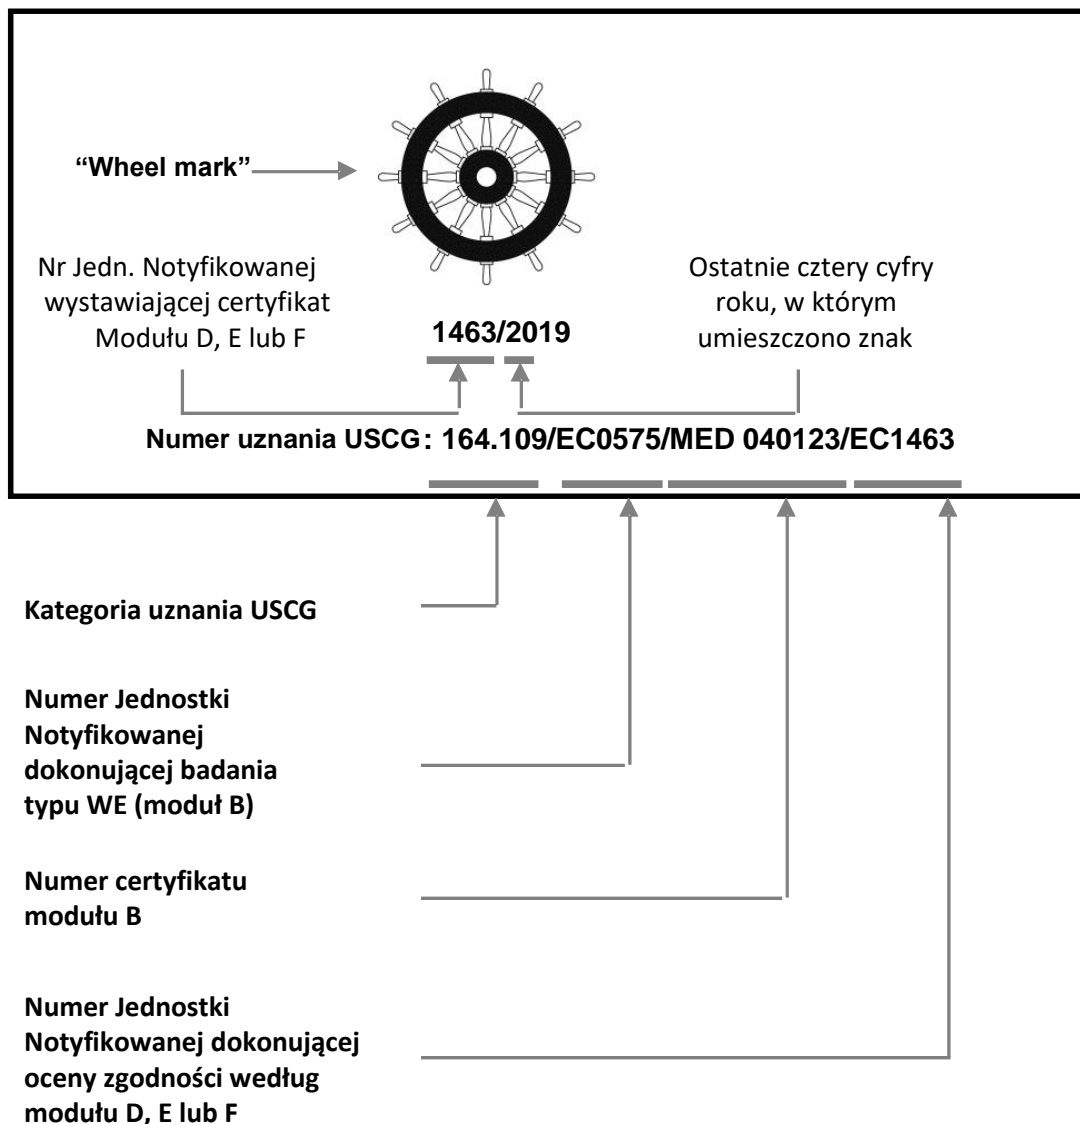 “Wheel mark”
Nr Jedn. Notyfikowanej
wystawiającej certyfikat
Modułu D, E lub F
Ostatnie cztery cyfry
roku, w którym
umieszczono znak
1463/2019
Numer uznania USCG: 164.109/EC0575/MED 040123/EC1463
Kategoria uznania USCG
Numer Jednostki
Notyfikowanej
dokonującej badania
typu WE (moduł B)
Numer certyfikatu
modułu B
Numer Jednostki
Notyfikowanej dokonującej
oceny zgodności według
modułu D, E lub F